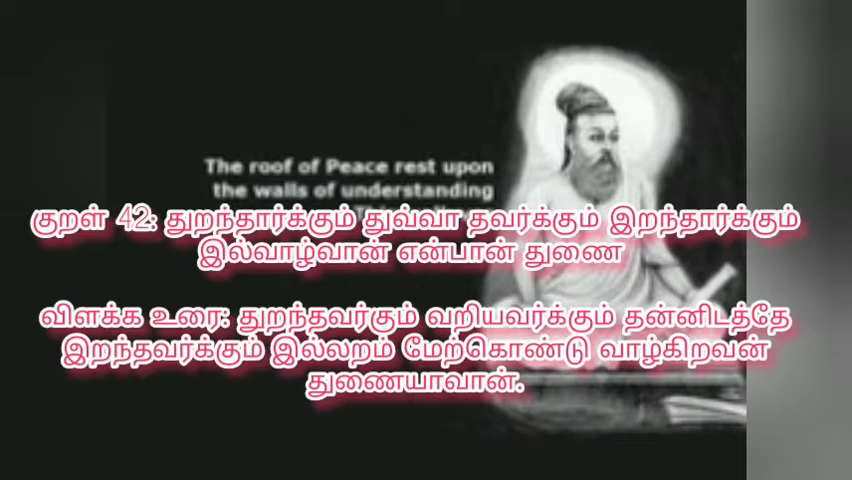 The roof of Peace rest upon
the walls of understanding
குறள் 42: துறந்தார்க்கும் துவ்வா தவர்க்கும் இறந்தார்க்கும்
இல்வாழ்வான் என்பான் துணை
விளக்க உரை: துறந்தவர்கும் வறியவர்க்கும் தன்னிடத்தே
இறந்தவர்க்கும் இல்லறம் மேற்கொண்டு வாழ்கிறவன்
துணையாவான்.